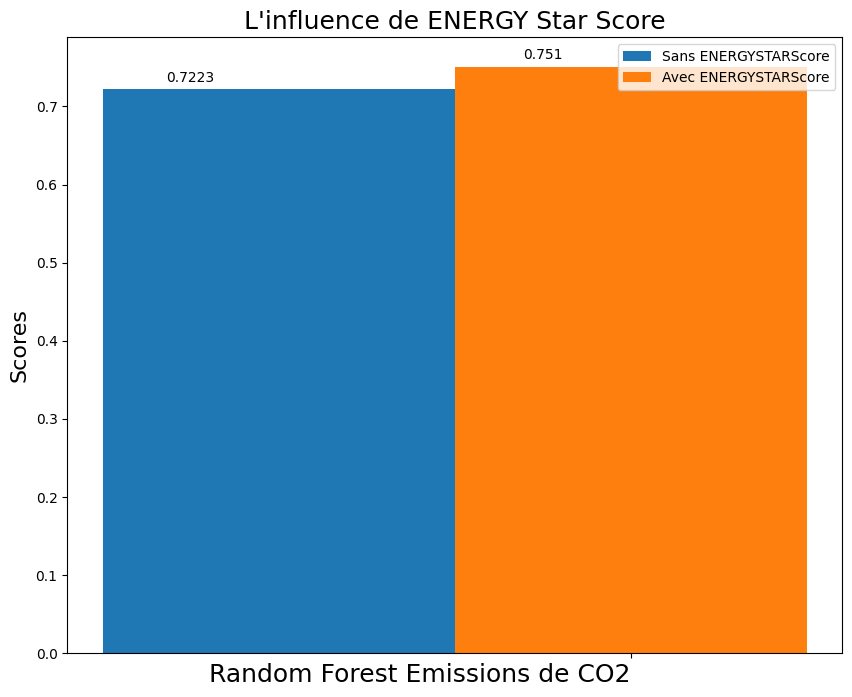 L'influence de ENERGY Star Score
Sans ENERGYSTARScore
Avec ENERGYSTARScore
0.7223
0.751
Scores
0.7
0.6
0.5
0.4
0.3
0.2
0.1
0.0
Random Forest Emissions de CO2